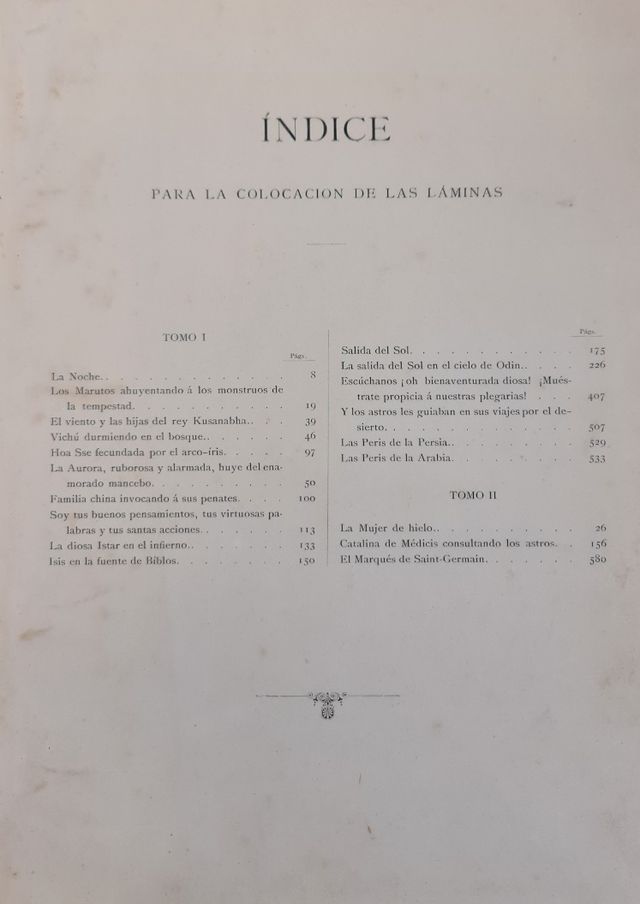 ÍNDICE
PARA LA COLOCACION DE LAS LÁMINAS
TOMO I
Págs.
La Noche. . . . . . . . . . . . 8
Los Marutos abuyentando á los monstruos de
la tempestad. . . . . . . . . . . 19
El viento y las hijas del rey Kusanabha. . . . 39
Vichú durmiendo en el bosque. . . . . . . 46
Hoa Sse fecundada por el arco-íris. . . . . 97
La Aurora, ruborosa y alarmada, huye del ena-
morado mancebo. . . . . . . . . . 50
Familia china invocando á sus penates. . . . 100
Soy tus buenos pensamientos, tus virtuosas pa-
labras y tus santas acciones. . . . . . . 113
La diosa Istar en el infierno. . . . . . . 133
Isis en la fuente de Bíblos. . . . . . . . 150
Págs.
Salida del Sol. . . . . . . . . . . 175
La salida del Sol en el cielo de Odin. . . . 226
Escúchanos ¡oh bienaventurada diosa! ¡Mués-
trate propicia á nuestras plegarias! . . . 407
Y los astros les guiaban en sus viajes por el de-
sierto. . . . . . . . . . . . . 507
Las Peris de la Persia. . . . . . . . . 529
Las Peris de la Arabia. . . . . . . . . 533
TOMO II
La Mujer de hielo. . . . . . . . . . 26
Catalina de Médicis consultando los astros. . . 156
El Marqués de Saint-Germain. . . . . . . 580